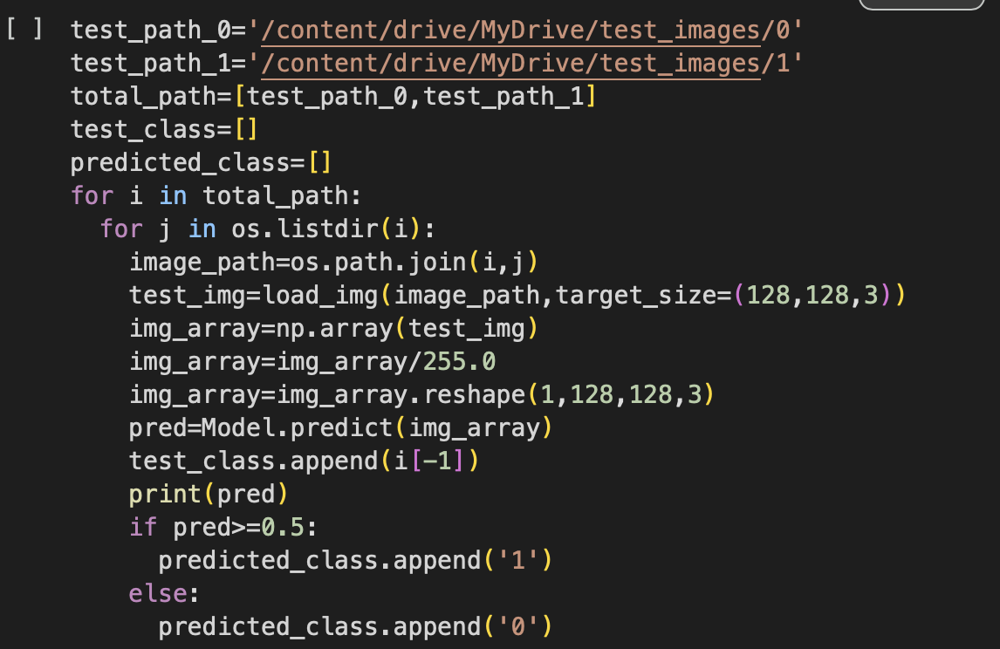 [ ] test_path_0='/content/drive/MyDrive/test_images/0'
test_path_1='/content/drive/MyDrive/test_images/1'
total_path=[test_path_0,test_path_1]
test_class=[]
predicted_class=[]
for i in total_path:
  for j in os.listdir(i):
    image_path=os.path.join(i,j)
    test_img=load_img(image_path,target_size=(128,128,3))
    img_array=np.array(test_img)
    img_array=img_array/255.0
    img_array=img_array.reshape(1,128,128,3)
    pred=Model.predict(img_array)
    test_class.append(i[-1])
    print(pred)
    if pred>=0.5:
      predicted_class.append('1')
    else:
      predicted_class.append('0')